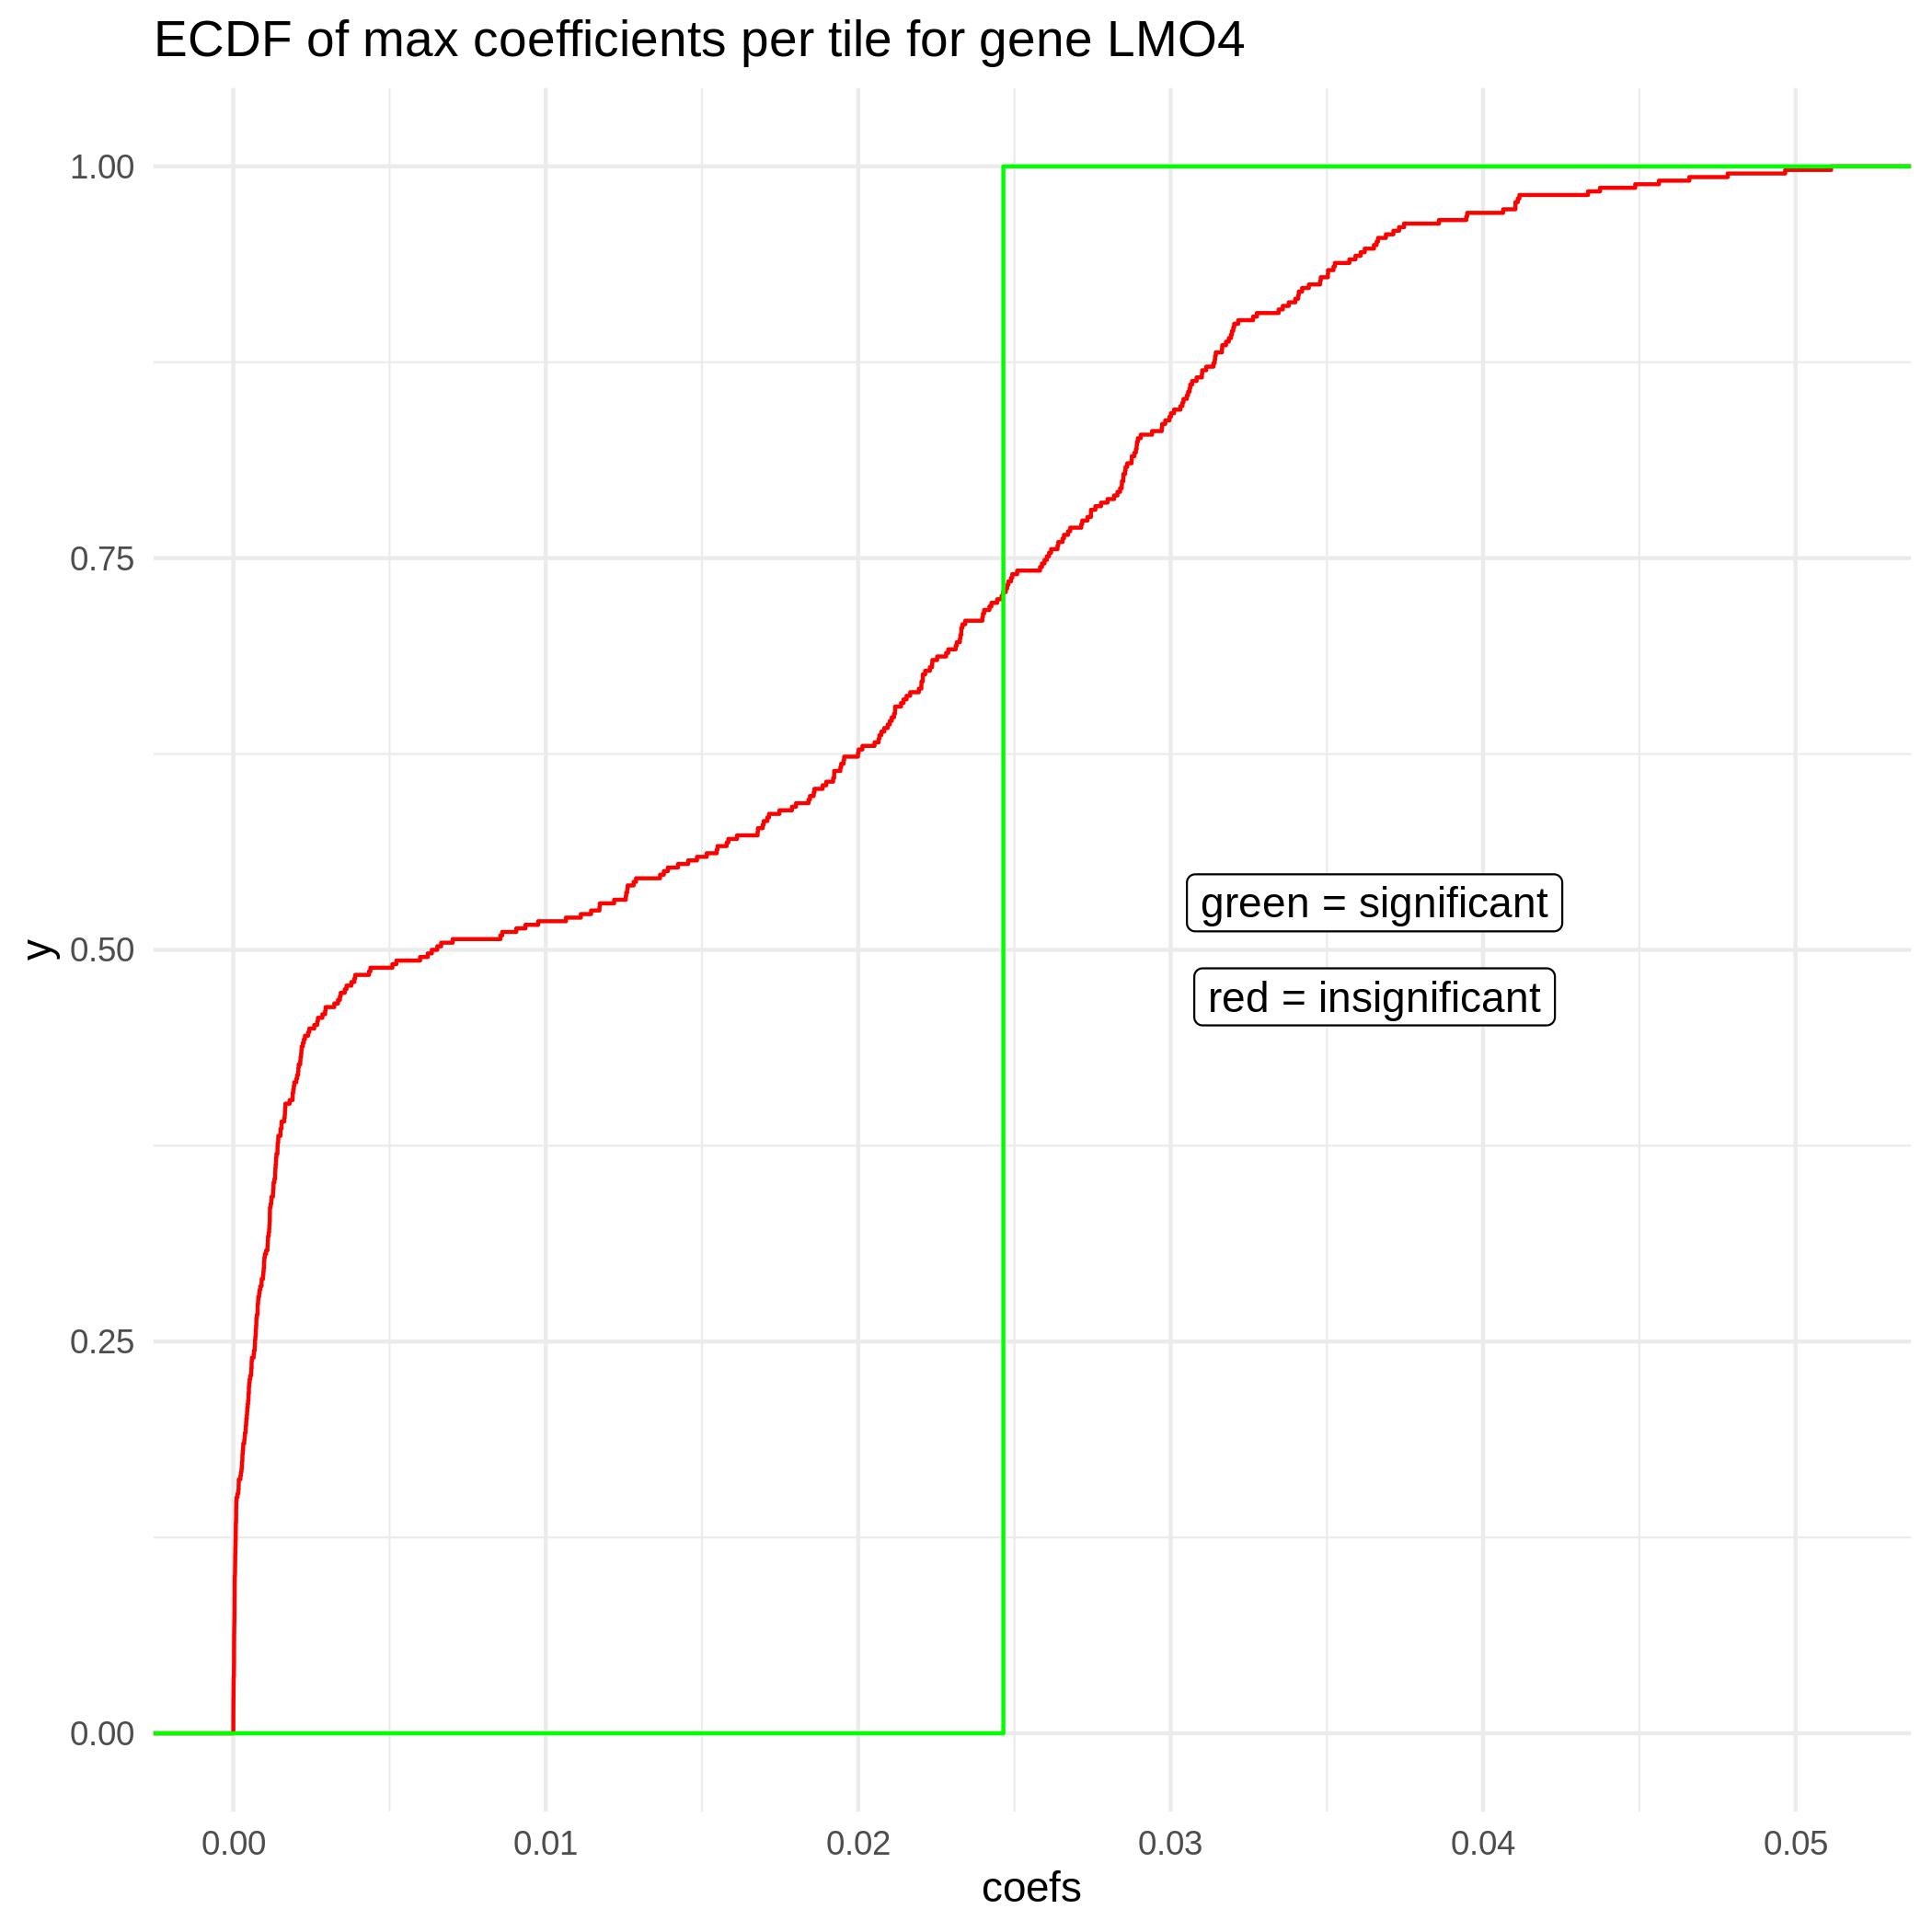 ECDF of max coefficients per tile for gene LMO4
1.00
0.75
0.50
0.25
0.00
y
green = significant
red = insignificant
0.00 0.01 0.02 0.03 0.04 0.05
coefs